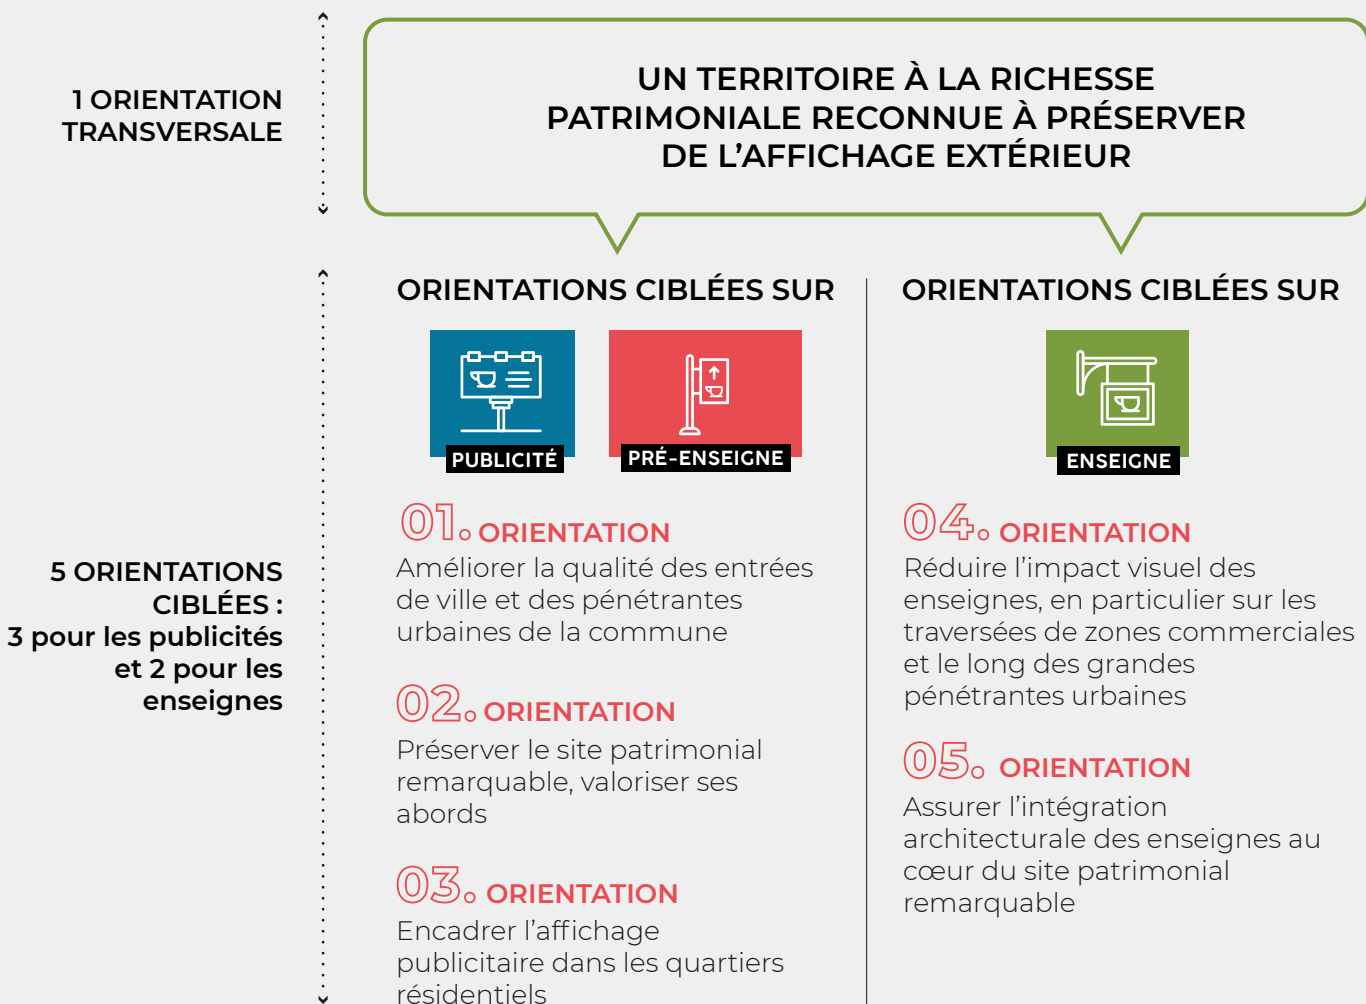 1 ORIENTATION
TRANSVERSALE
UN TERRITOIRE À LA RICHESSE
PATRIMONIALE RECONNUE À PRÉSERVER
DE L’AFFICHAGE EXTÉRIEUR
5 ORIENTATIONS
CIBLÉES :
3 pour les publicités
et 2 pour les
enseignes
ORIENTATIONS CIBLÉES SUR
PUBLICITÉ
PRÉ-ENSEIGNE
01. ORIENTATION
Améliorer la qualité des entrées
de ville et des pénétrantes
urbaines de la commune
02. ORIENTATION
Préserver le site patrimonial
remarquable, valoriser ses
abords
03. ORIENTATION
Encadrer l’affichage
publicitaire dans les quartiers
résidentiels
ORIENTATIONS CIBLÉES SUR
ENSEIGNE
04. ORIENTATION
Réduire l’impact visuel des
enseignes, en particulier sur les
traversées de zones commerciales
et le long des grandes
pénétrantes urbaines
05. ORIENTATION
Assurer l’intégration
architecturale des enseignes au
cœur du site patrimonial
remarquable